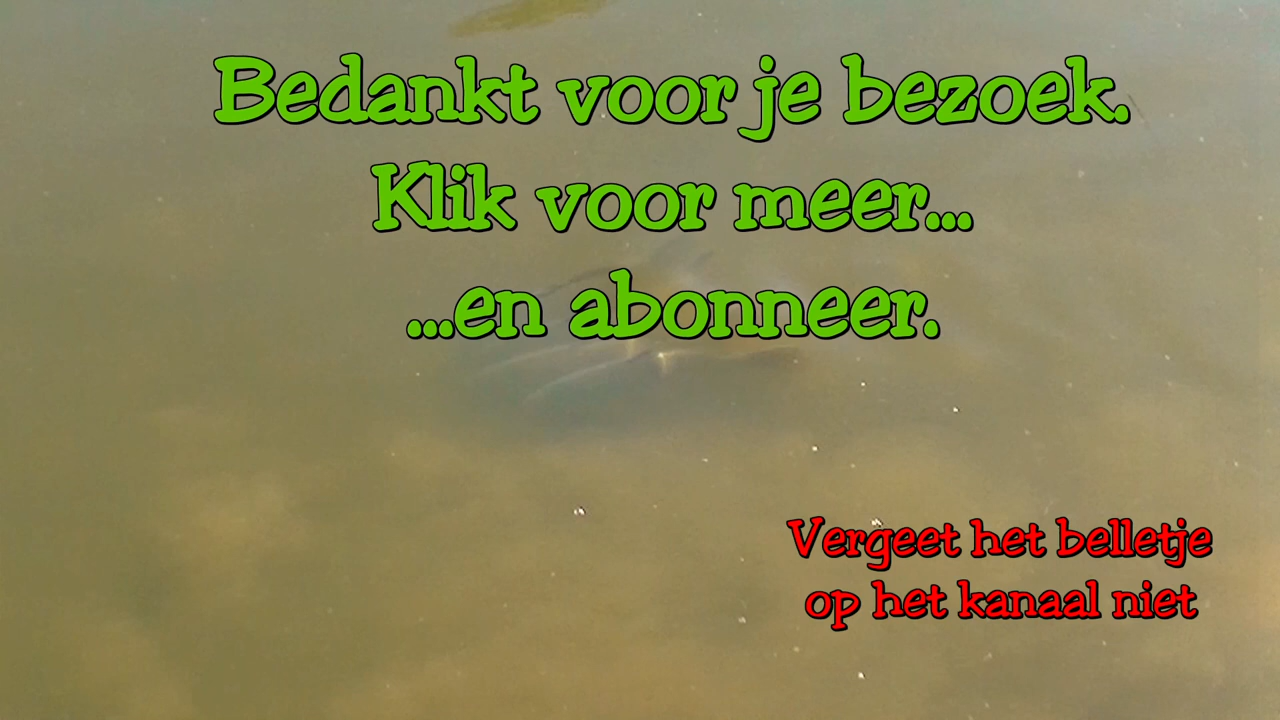 Bedankt voor je bezoek.
Klik voor meer...
...en abonneer.
Vergeet het belletje
op het kanaal niet